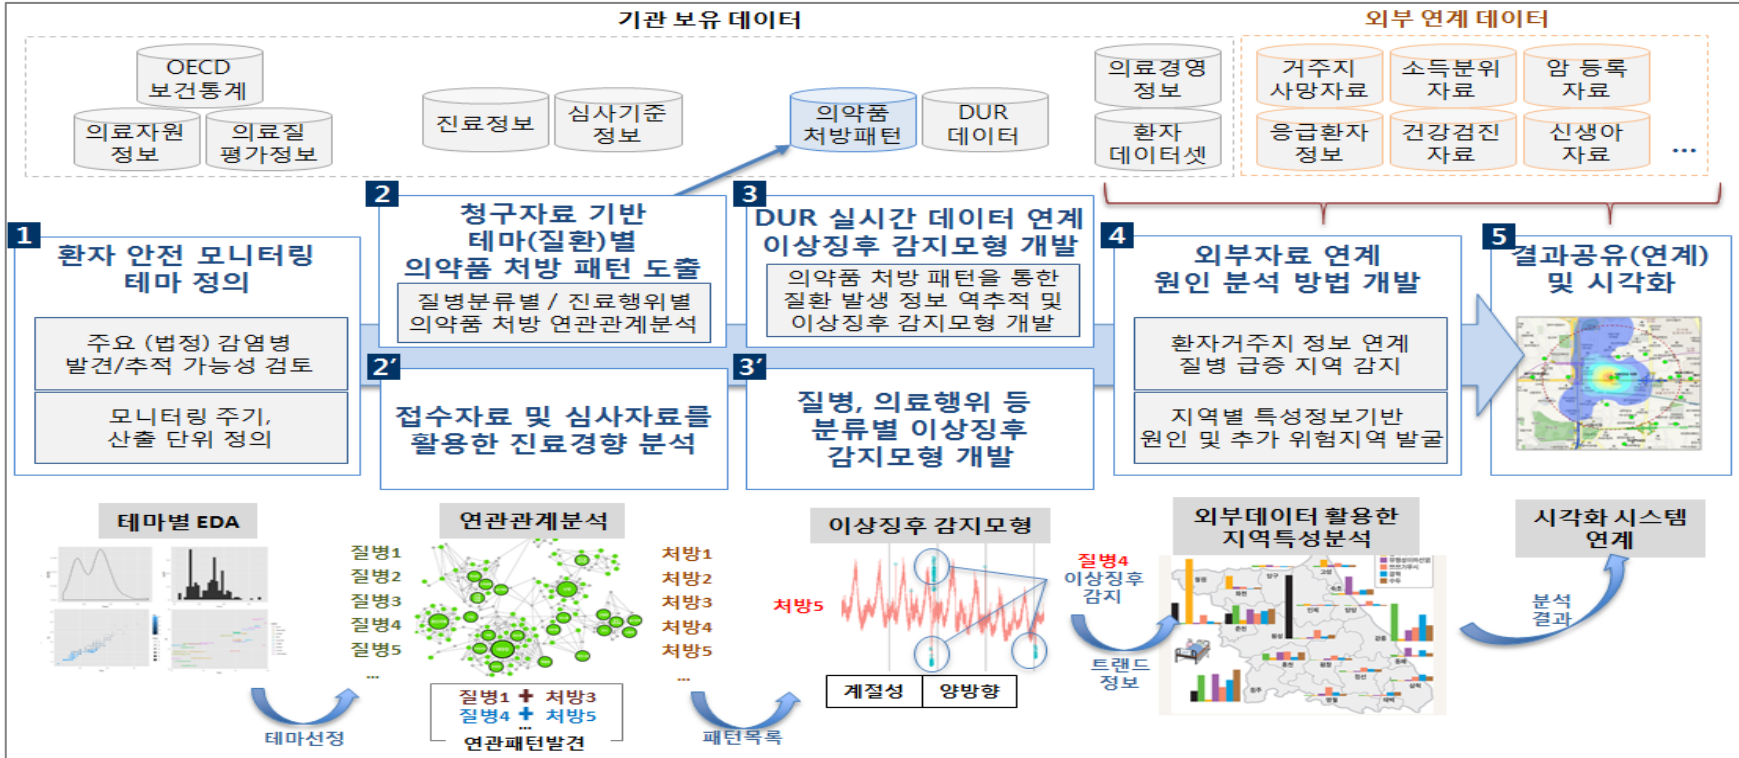 기관 보유 데이터
외부 연계 데이터
OECD
보건통계
의료자원
정보
의료질
평가정보
진료정보
심사기준
정보
의약품
처방패턴
DUR
데이터
의료경영
정보
환자
데이터셋
거주지
사망자료
소득분위
자료
암 등록
자료
응급환자
정보
건강검진
자료
신생아
자료
...
1
환자 안전 모니터링
테마 정의
주요 (법정) 감염병
발견/추적 가능성 검토
모니터링 주기,
산출 단위 정의
2
청구자료 기반
테마(질환)별
의약품 처방 패턴 도출
질병분류별 / 진료행위별
의약품 처방 연관관계분석
2′
접수자료 및 심사자료를
활용한 진료경향 분석
3
DUR 실시간 데이터 연계
이상징후 감지모형 개발
의약품 처방 패턴을 통한
질환 발생 정보 역추적 및
이상징후 감지모형 개발
3′
질병, 의료행위 등
분류별 이상징후
감지모형 개발
4
외부자료 연계
원인 분석 방법 개발
환자거주지 정보 연계
질병 급증 지역 감지
지역별 특성정보기반
원인 및 추가 위험지역 발굴
5
결과공유(연계)
및 시각화
테마별 EDA
테마선정
연관관계분석
질병1
질병2
질병3
질병4
질병5
...
처방1
처방2
처방3
처방4
처방5
...
질병1 + 처방3
질병4 + 처방5
...
연관패턴발견
패턴목록
이상징후 감지모형
처방5
계절성
양방향
질병4
이상징후
감지
트랜드
정보
외부데이터 활용한
지역특성분석
분석
결과
시각화 시스템
연계